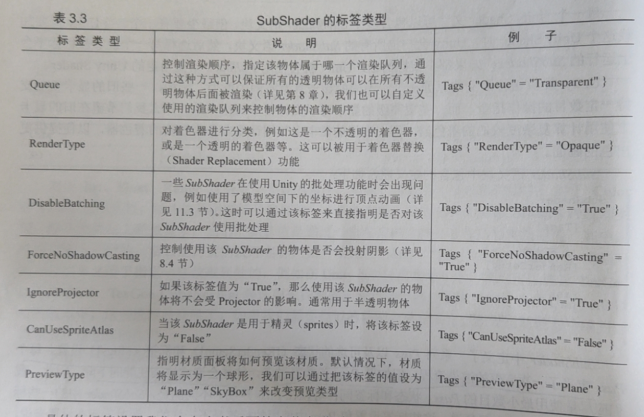 表 3.3
SubShader 的标签类型
标 签 类 型
说 明
例 子
Queue
控制渲染顺序，指定该物体属于哪一个渲染队列，通
过这种方式可以保证所有的透明物体可以在所有不透
明物体后面被渲染（详见第 8 章），我们也可以自定义
使用的渲染队列来控制物体的渲染顺序
Tags { "Queue" = "Transparent" }
RenderType
对着色器进行分类，例如这是一个不透明的着色器，
或是一个透明的着色器等。这可以被用于着色器替换
（Shader Replacement）功能
Tags { "RenderType" = "Opaque" }
DisableBatching
一些 SubShader 在使用 Unity 的批处理功能时会出现问
题，例如使用了模型空间下的坐标进行顶点动画（详
见 11.3 节）。这时可以通过该标签来直接指明是否对该
SubShader 使用批处理
Tags { "DisableBatching" = "True" }
ForceNoShadowCasting
控制使用该 SubShader 的物体是否会投射阴影（详见
8.4 节）
Tags { "ForceNoShadowCasting" =
"True" }
IgnoreProjector
如果该标签值为“True”，那么使用该 SubShader 的物
体将不会受 Projector 的影响。通常用于半透明物体
Tags { "IgnoreProjector" = "True" }
CanUseSpriteAtlas
当该 SubShader 是用于精灵（sprites）时，将该标签设
为“False”
Tags { "CanUseSpriteAtlas" = "False" }
PreviewType
指明材质面板将如何预览该材质。默认情况下，材质
将显示为一个球形，我们可以通过把该标签的值设为
“Plane”“SkyBox”来改变预览类型
Tags { "PreviewType" = "Plane" }